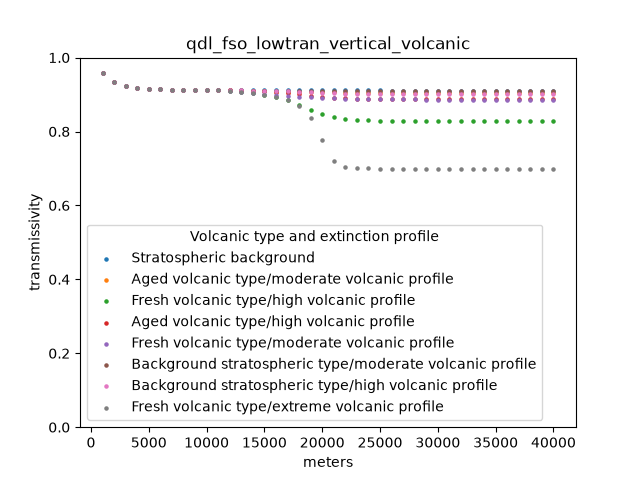 qdl_fso_lowtran_vertical_volcanic
1.0
0.8
0.6
0.4
0.2
0.0
transmissivity
Volcanic type and extinction profile
Stratospheric background
Aged volcanic type/moderate volcanic profile
Fresh volcanic type/high volcanic profile
Aged volcanic type/high volcanic profile
Fresh volcanic type/moderate volcanic profile
Background stratospheric type/moderate volcanic profile
Background stratospheric type/high volcanic profile
Fresh volcanic type/extreme volcanic profile
0 5000 10000 15000 20000 25000 30000 35000 40000
meters